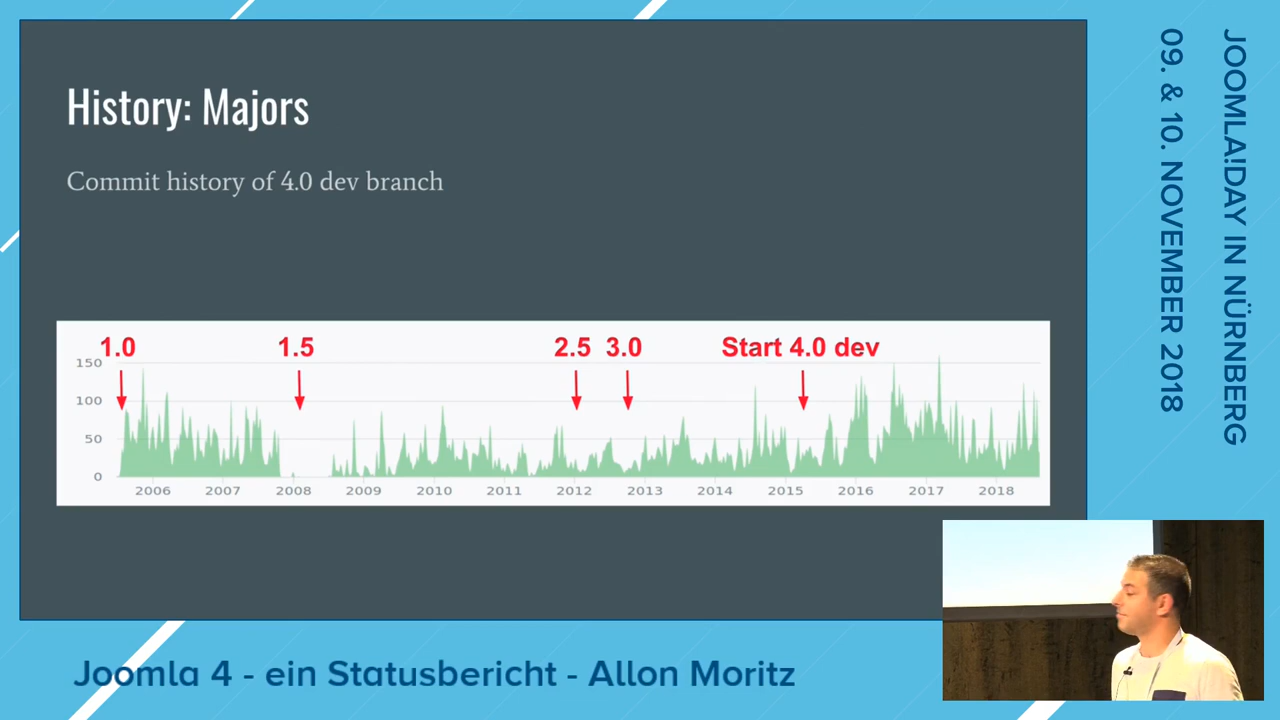 History: Majors
Commit history of 4.0 dev branch
1.0 1.5 2.5 3.0 Start 4.0 dev
150
100
50
0
2006 2007 2008 2009 2010 2011 2012 2013 2014 2015 2016 2017 2018
JOOMLA!DAY IN NÜRNBERG
09. & 10. NOVEMBER 2018
Joomla 4 - ein Statusbericht - Allon Moritz